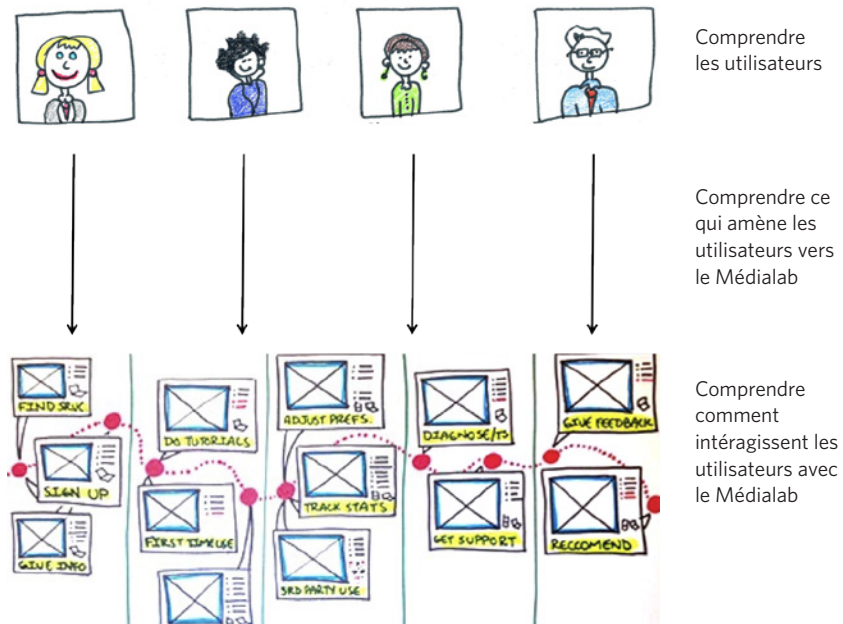 Comprendre
les utilisateurs
Comprendre ce
qui amène les
utilisateurs vers
le Médialab
Comprendre
comment
intéragissent les
utilisateurs avec
le Médialab
FIND SRVC
SIGN UP
GIVE INFO
DO TUTORIALS
FIRST TIME USE
ADJUST PREFS.
TRACK STATS
3RD PARTY USE
DIAGNOSE/TS
GET SUPPORT
GIVE FEEDBACK
RECCOMEND